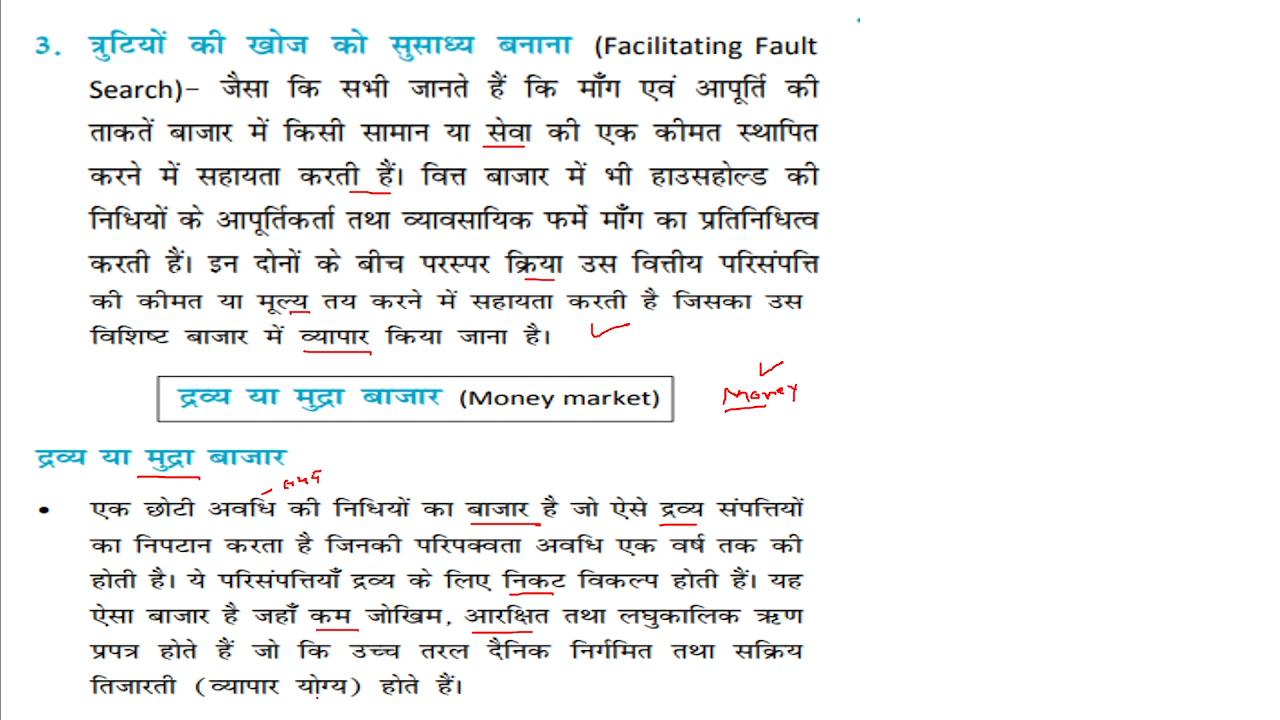 3. त्रुटियों की खोज को सुसाध्य बनाना (Facilitating Fault
Search)– जैसा कि सभी जानते हैं कि माँग एवं आपूर्ति की
ताकतें बाजार में किसी सामान या सेवा की एक कीमत स्थापित
करने में सहायता करती हैं। वित्त बाजार में भी हाउसहोल्ड की
निधियों के आपूर्तिकर्ता तथा व्यावसायिक फर्मे माँग का प्रतिनिधित्व
करती हैं। इन दोनों के बीच परस्पर क्रिया उस वित्तीय परिसंपत्ति
की कीमत या मूल्य तय करने में सहायता करती है जिसका उस
विशिष्ट बाजार में व्यापार किया जाना है।
द्रव्य या मुद्रा बाजार (Money market)
Money
द्रव्य या मुद्रा बाजार
• एक छोटी अवधि की निधियों का बाजार है जो ऐसे द्रव्य संपत्तियों
का निपटान करता है जिनकी परिपक्वता अवधि एक वर्ष तक की
होती है। ये परिसंपत्तियाँ द्रव्य के लिए निकट विकल्प होती हैं। यह
ऐसा बाजार है जहाँ कम जोखिम, आरक्षित तथा लघुकालिक ऋण
प्रपत्र होते हैं जो कि उच्च तरल दैनिक निर्गमित तथा सक्रिय
तिजारती (व्यापार योग्य) होते हैं।